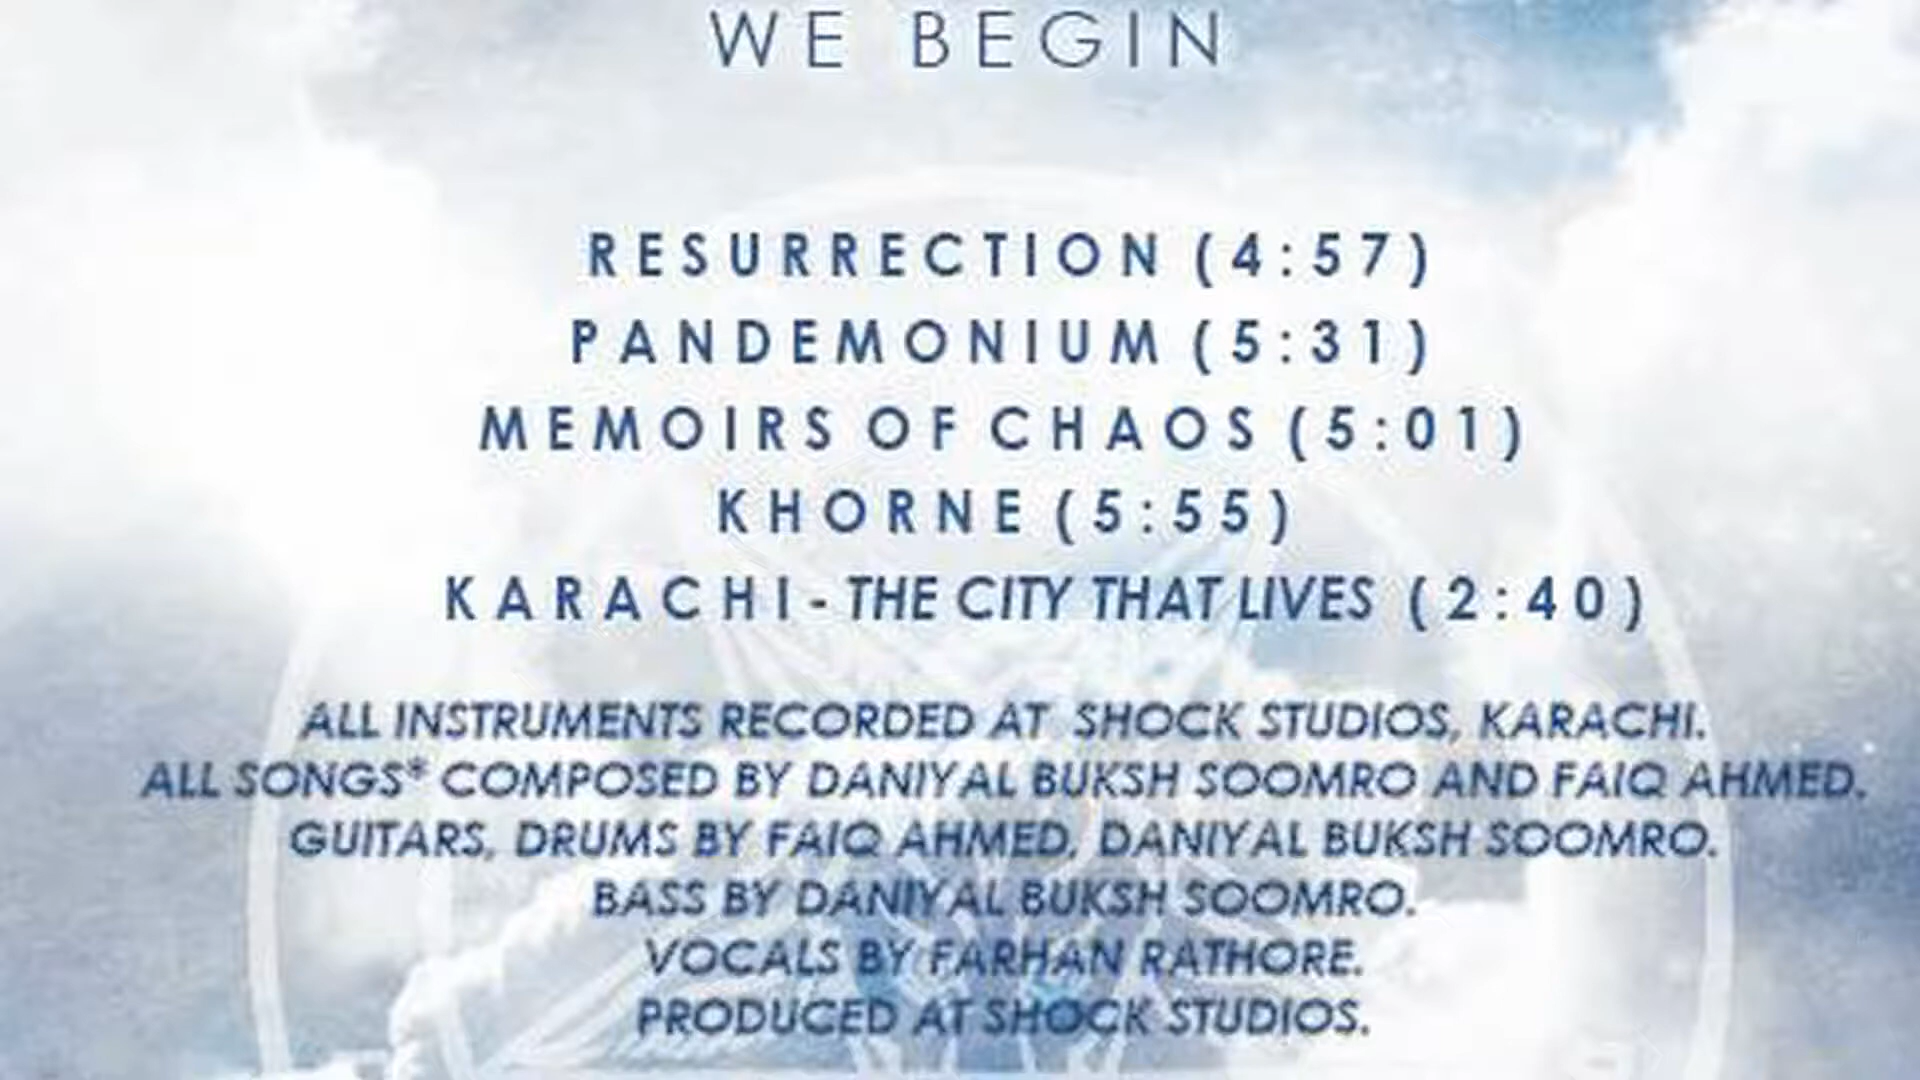 WE BEGIN
RESURRECTION (4:57)
PANDEMONIUM (5:31)
MEMOIRS OF CHAOS (5:01)
KHORNE (5:55)
KARACHI - THE CITY THAT LIVES (2:40)
ALL INSTRUMENTS RECORDED AT SHOCK STUDIOS, KARACHI.
ALL SONGS* COMPOSED BY DANIYAL BUKSH SOOMRO AND FAIQ AHMED.
GUITARS, DRUMS BY FAIQ AHMED, DANIYAL BUKSH SOOMRO.
BASS BY DANIYAL BUKSH SOOMRO.
VOCALS BY FARHAN RATHORE.
PRODUCED AT SHOCK STUDIOS.